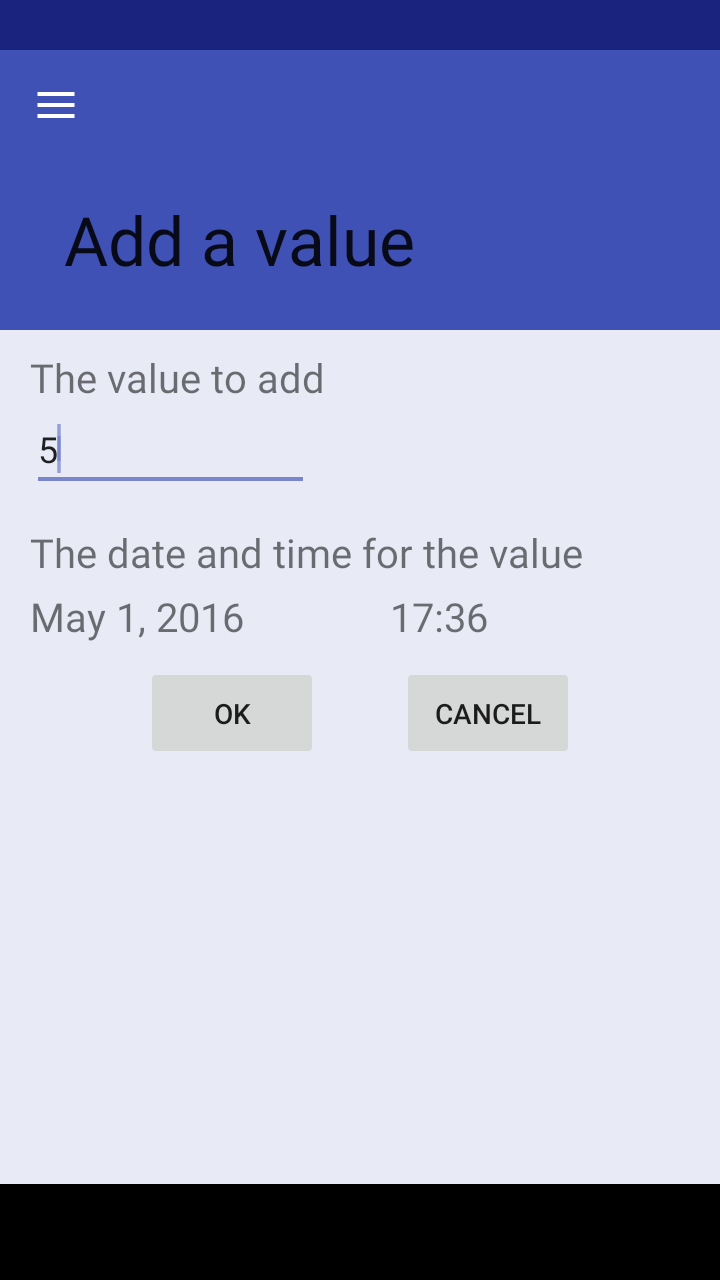 Add a value
The value to add
5
The date and time for the value
May 1, 2016 17:36
OK CANCEL